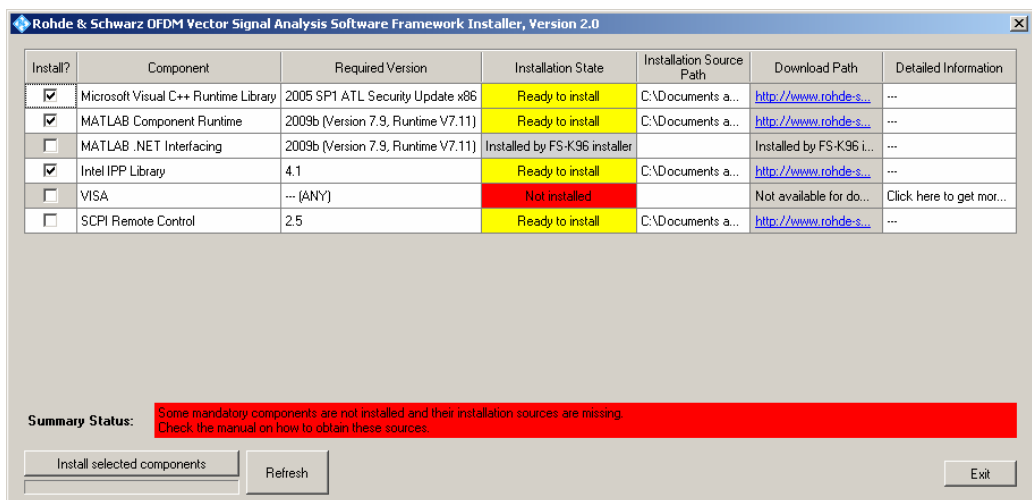 Rohde & Schwarz OFDM Vector Signal Analysis Software Framework Installer, Version 2.0
Install? Component Required Version Installation State Installation Source Path Download Path Detailed Information
Microsoft Visual C++ Runtime Library 2005 SP1 ATL Security Update x86 Ready to install C:\Documents a... http://www.rohde-s... ---
MATLAB Component Runtime 2009b (Version 7.9, Runtime V7.11) Ready to install C:\Documents a... http://www.rohde-s... ---
MATLAB .NET Interfacing 2009b (Version 7.9, Runtime V7.11) Installed by FS-K96 installer Installed by FS-K96 i... ---
Intel IPP Library 4.1 Ready to install C:\Documents a... http://www.rohde-s... ---
VISA --- (ANY) Not installed Not available for do... Click here to get mor...
SCPI Remote Control 2.5 Ready to install C:\Documents a... http://www.rohde-s... ---
Summary Status: Some mandatory components are not installed and their installation sources are missing.
Check the manual on how to obtain these sources.
Install selected components Refresh Exit